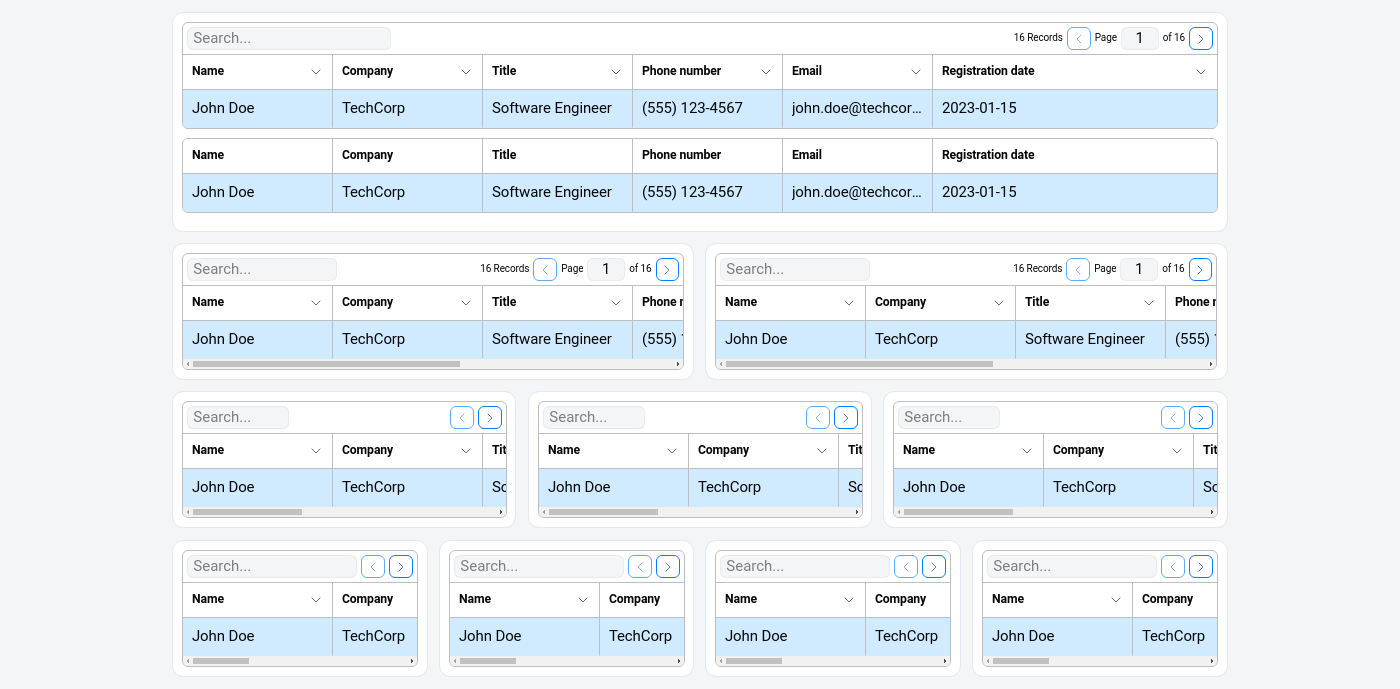 Search... 16 Records Page 1 of 16
Name Company Title Phone number Email Registration date
John Doe TechCorp Software Engineer (555) 123-4567 john.doe@techcor... 2023-01-15
Name Company Title Phone number Email Registration date
John Doe TechCorp Software Engineer (555) 123-4567 john.doe@techcor... 2023-01-15
Search... 16 Records Page 1 of 16 Search... 16 Records Page 1 of 16
Name Company Title Phone Name Company Title Phone
John Doe TechCorp Software Engineer (555) John Doe TechCorp Software Engineer (555)
Search... Search... Search...
Name Company Tit Name Company Tit Name Company Tit
John Doe TechCorp So John Doe TechCorp So John Doe TechCorp So
Search... Search... Search... Search...
Name Company Name Company Name Company Name Company
John Doe TechCorp John Doe TechCorp John Doe TechCorp John Doe TechCorp